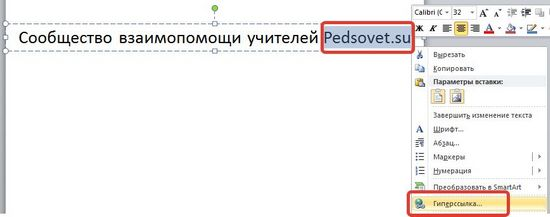 Calibri (С 32
Ж К
Сообщество взаимопомощи учителей Pedsovet.su
Вырезать
Копировать
Параметры вставки:
Завершить изменение текста
Шрифт...
Абзац...
Маркеры
Нумерация
Преобразовать в SmartArt
Гиперссылка...